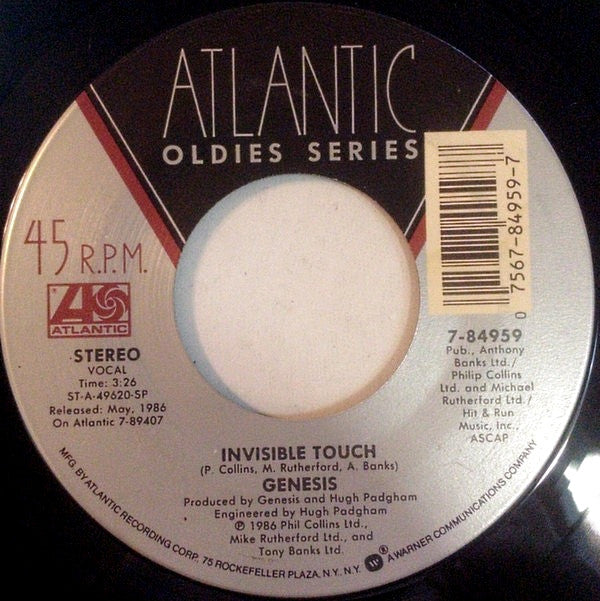 ATLANTIC
OLDIES SERIES
45 R.P.M.
ATLANTIC
STEREO
VOCAL
Time: 3:26
ST-A-49620-SP
Released: May, 1986
On Atlantic 7-89407
0 7567-84959-7
7-84959
Pub., Anthony
Banks Ltd./
Philip Collins
Ltd. and Michael
Rutherford Ltd./
Hit & Run
Music, Inc.,
ASCAP
INVISIBLE TOUCH
(P. Collins, M. Rutherford, A. Banks)
GENESIS
Produced by Genesis and Hugh Padgham
Engineered by Hugh Padgham
℗ 1986 Phil Collins Ltd.,
Mike Rutherford Ltd., and
Tony Banks Ltd.
MFG. BY ATLANTIC RECORDING CORP. 75 ROCKEFELLER PLAZA, N.Y., N.Y. ® A WARNER COMMUNICATIONS COMPANY